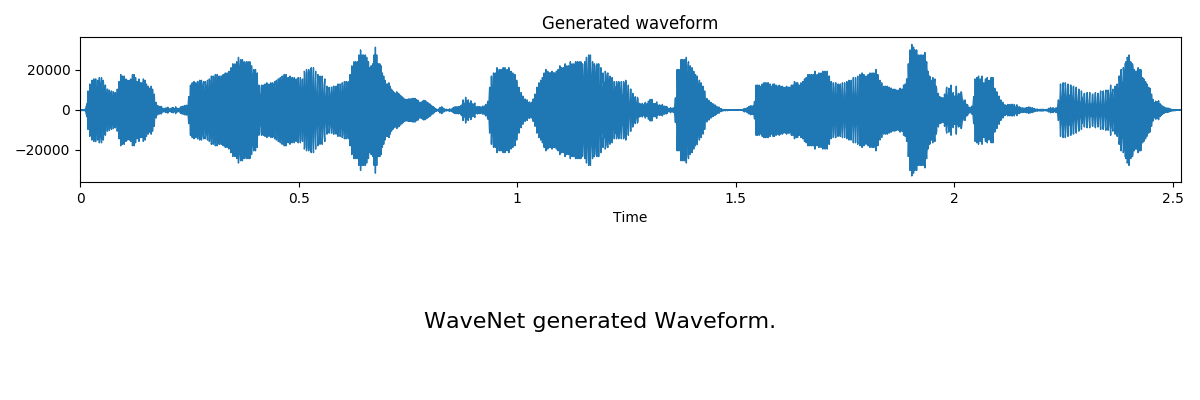 Generated waveform
20000
0
−20000
0 0.5 1 1.5 2 2.5
Time
WaveNet generated Waveform.